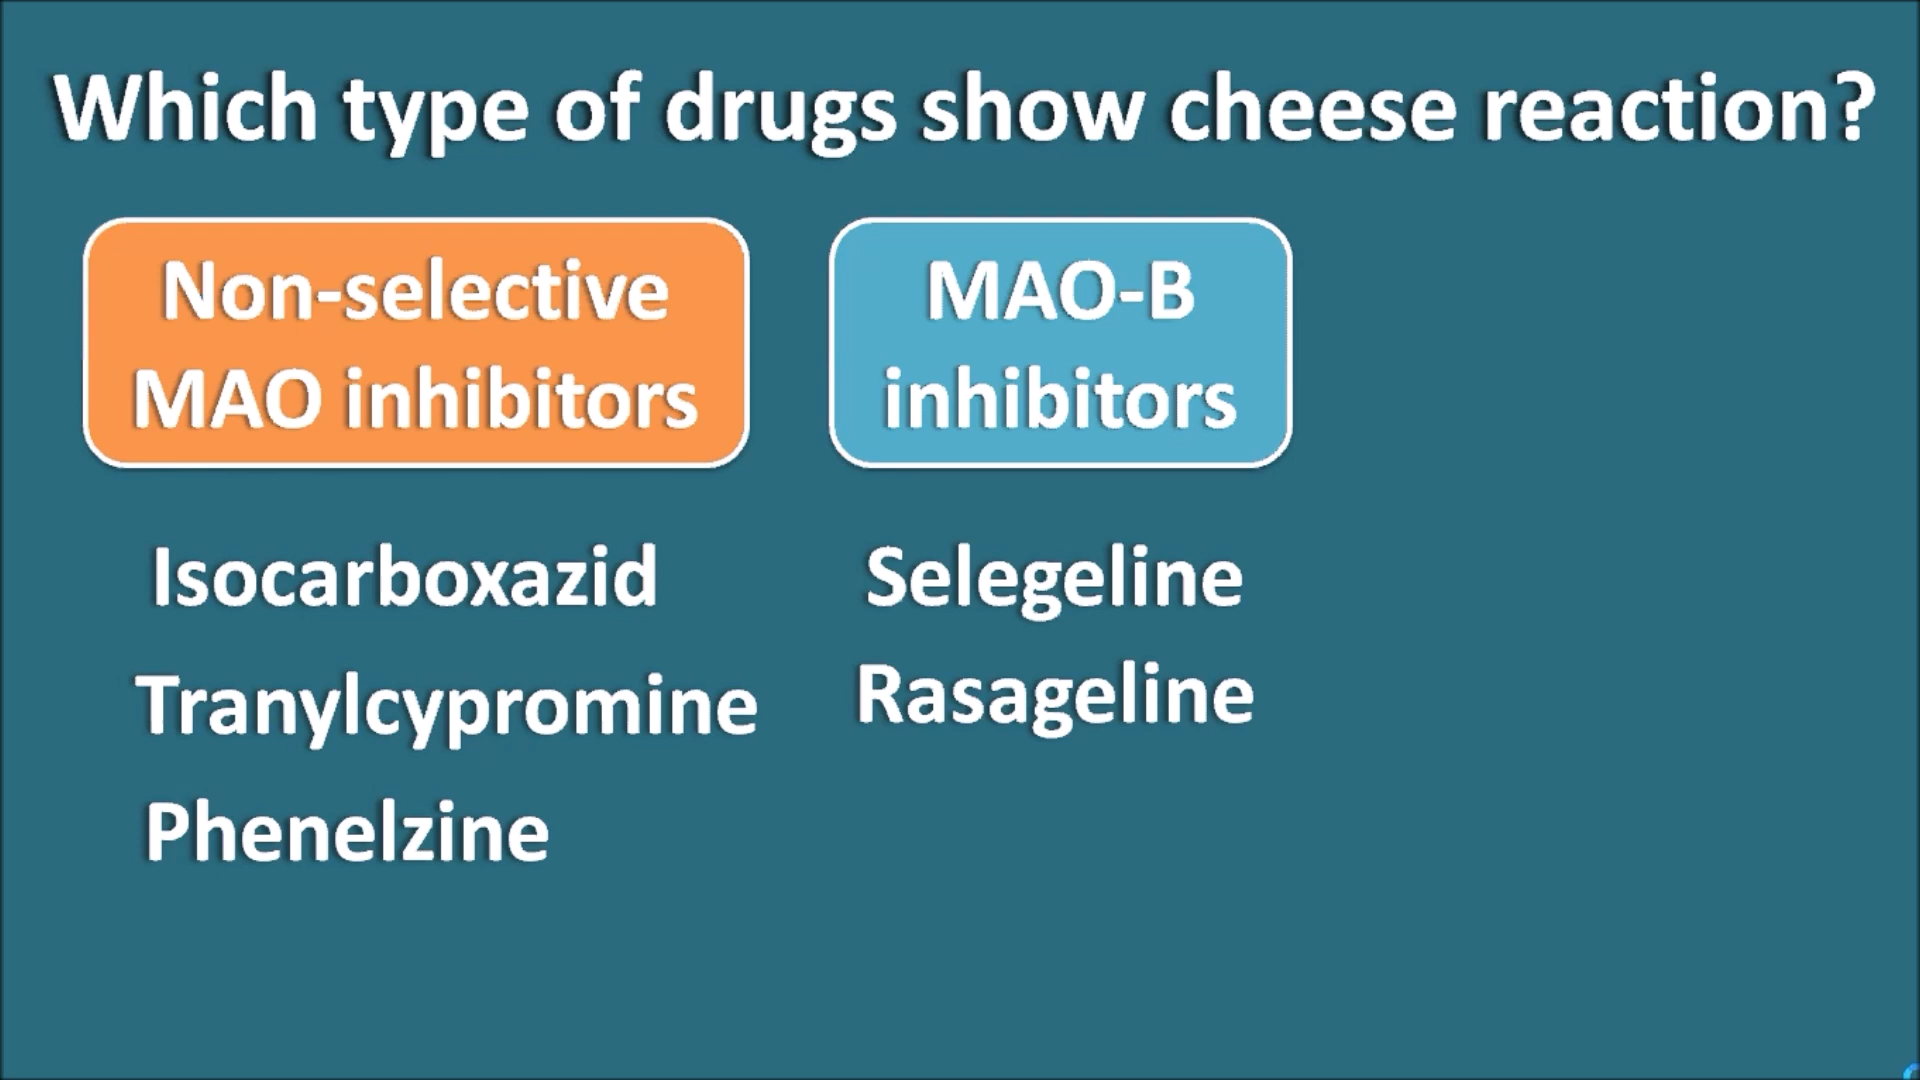 Which type of drugs show cheese reaction?
Non-selective
MAO inhibitors
Isocarboxazid
Tranylcypromine
Phenelzine
MAO-B
inhibitors
Selegeline
Rasageline